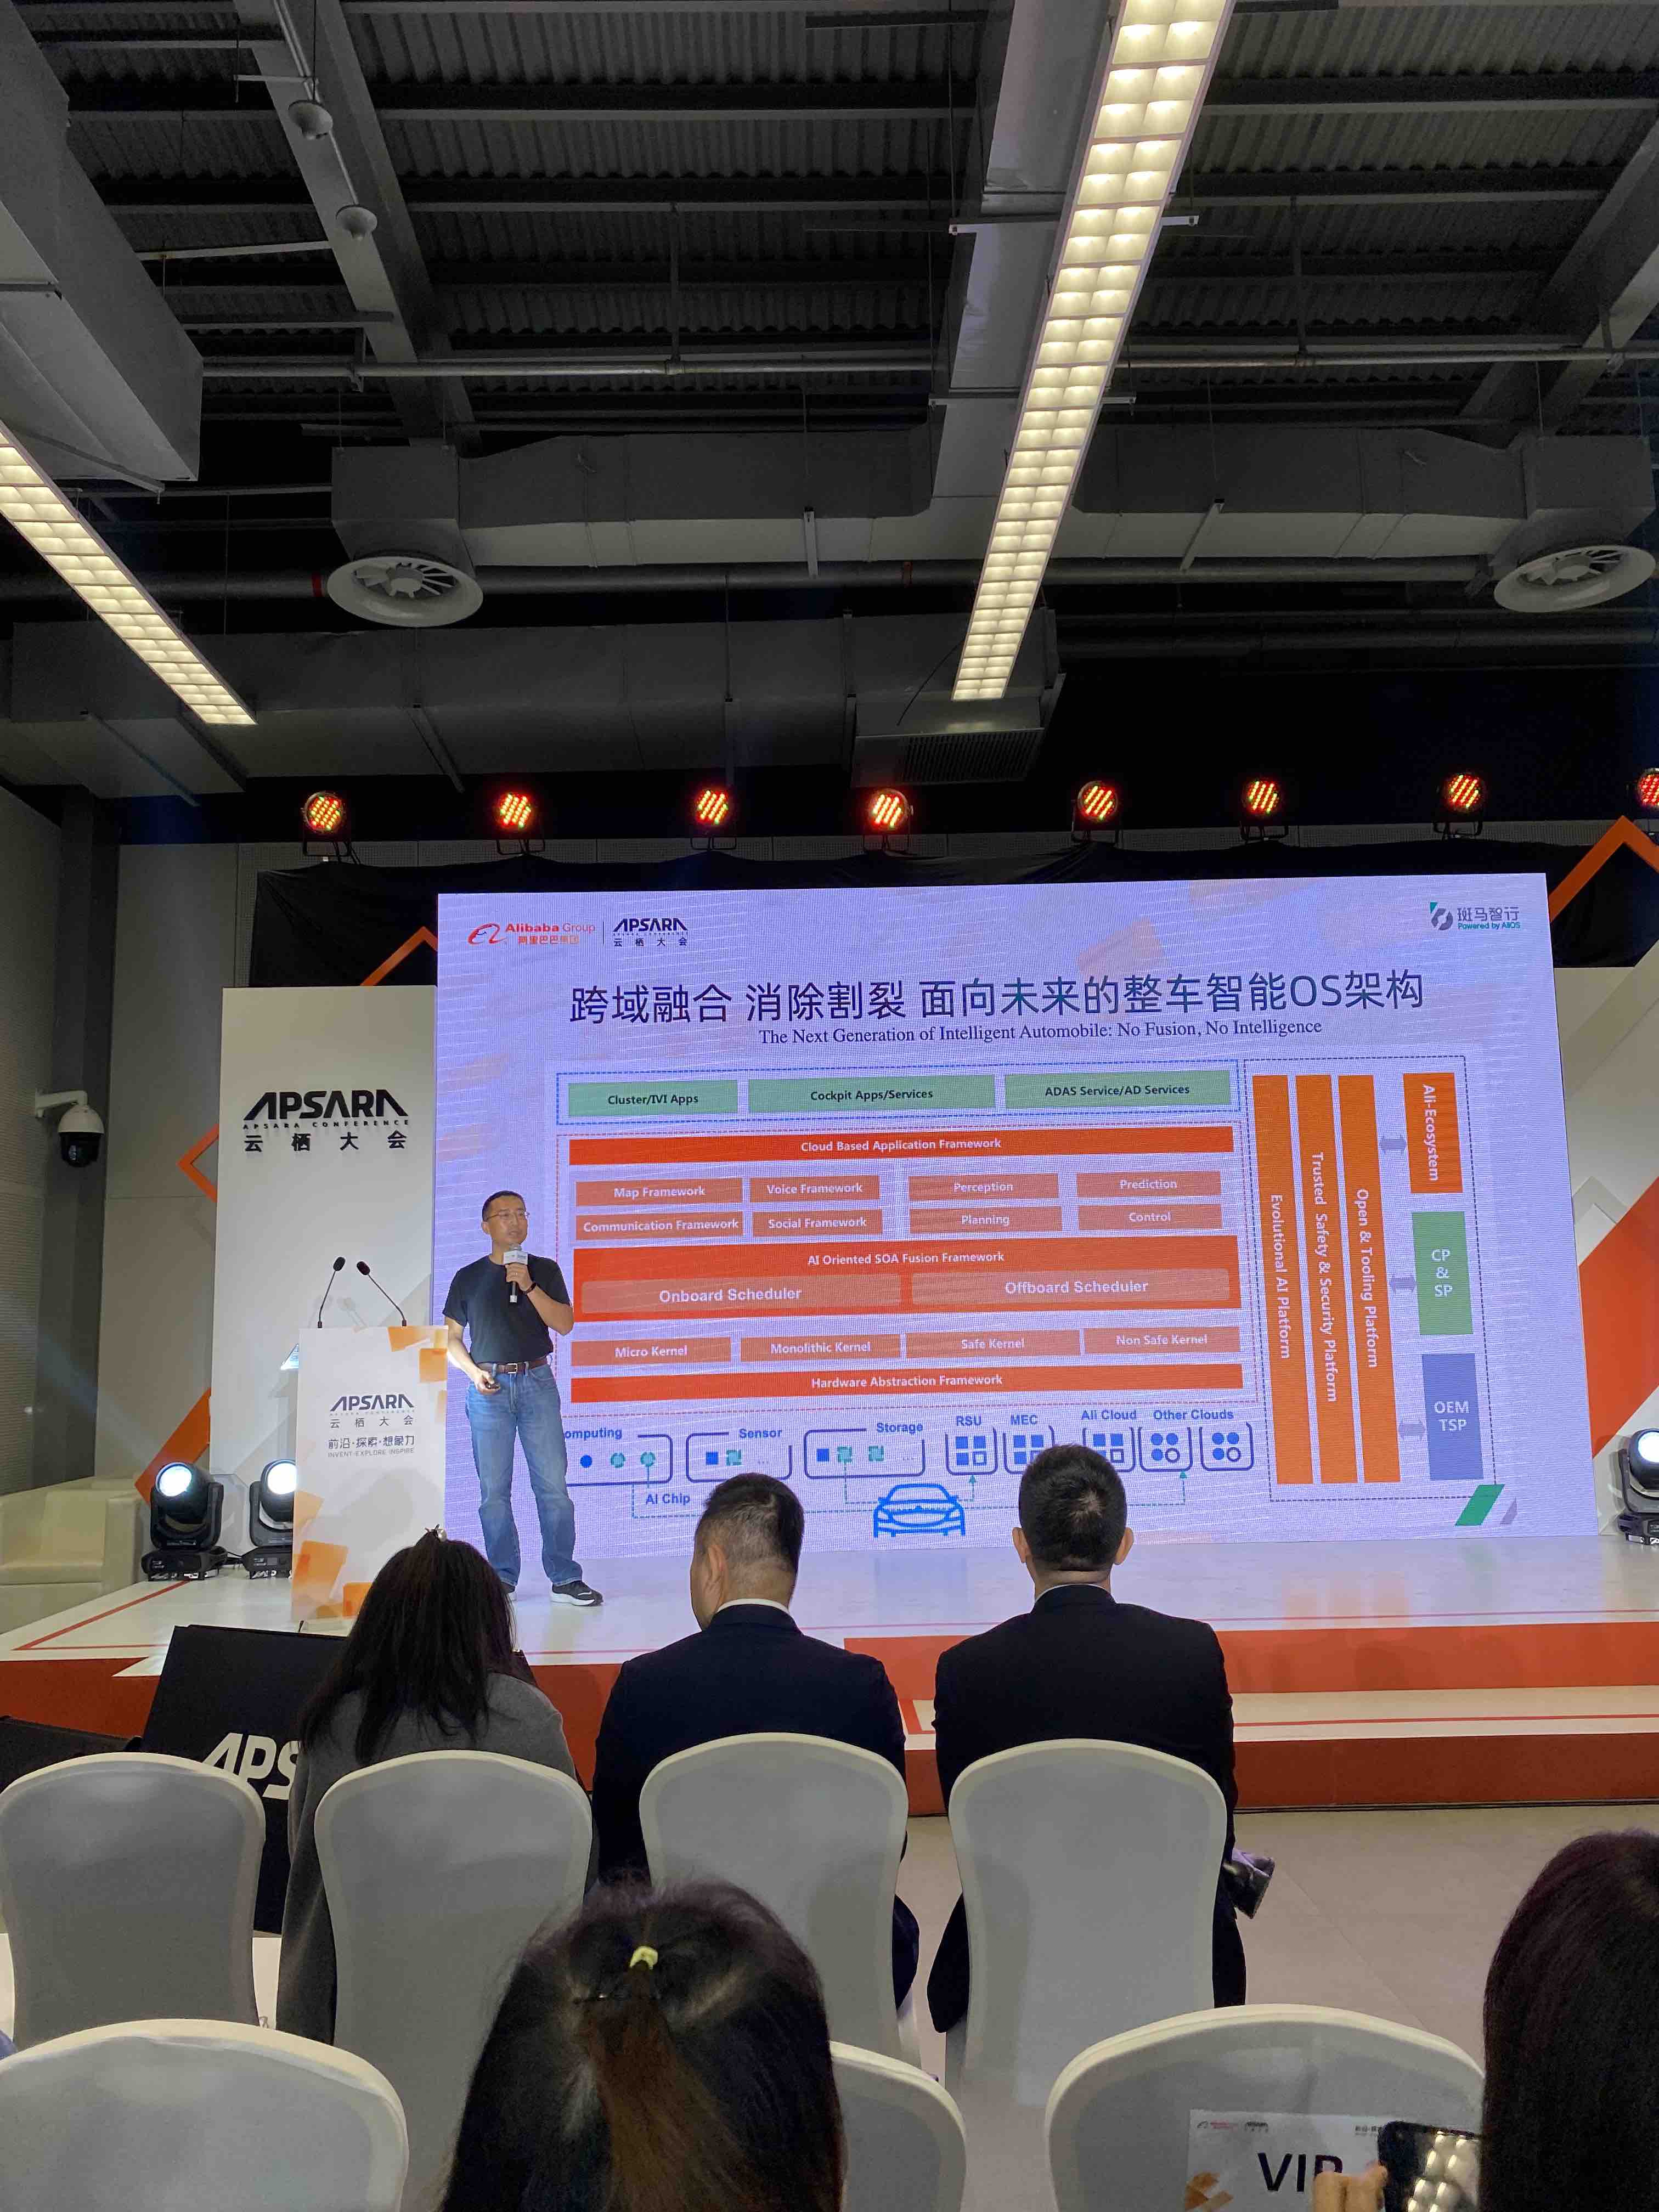 Alibaba Group
阿里巴巴集团
APSARA
云栖大会
斑马智行
Powered by AliOS
跨域融合 消除割裂 面向未来的整车智能OS架构
The Next Generation of Intelligent Automobile: No Fusion, No Intelligence
Cluster/IVI Apps
Cockpit Apps/Services
ADAS Service/AD Services
Cloud Based Application Framework
Map Framework
Voice Framework
Perception
Prediction
Communication Framework
Social Framework
Planning
Control
AI Oriented SOA Fusion Framework
Onboard Scheduler
Offboard Scheduler
Micro Kernel
Monolithic Kernel
Safe Kernel
Non Safe Kernel
Hardware Abstraction Framework
omputing
Sensor
Storage
RSU
MEC
Ali Cloud
Other Clouds
AI Chip
Evolutional AI Platform
Trusted Safety & Security Platform
Open & Tooling Platform
Ali-Ecosystem
CP
&
SP
OEM
TSP
APSARA
APSARA CONFERENCE
云栖大会
APSARA
云栖大会
前沿·探索·想象力
INVENT·EXPLORE·INSPIRE
APS
VIP